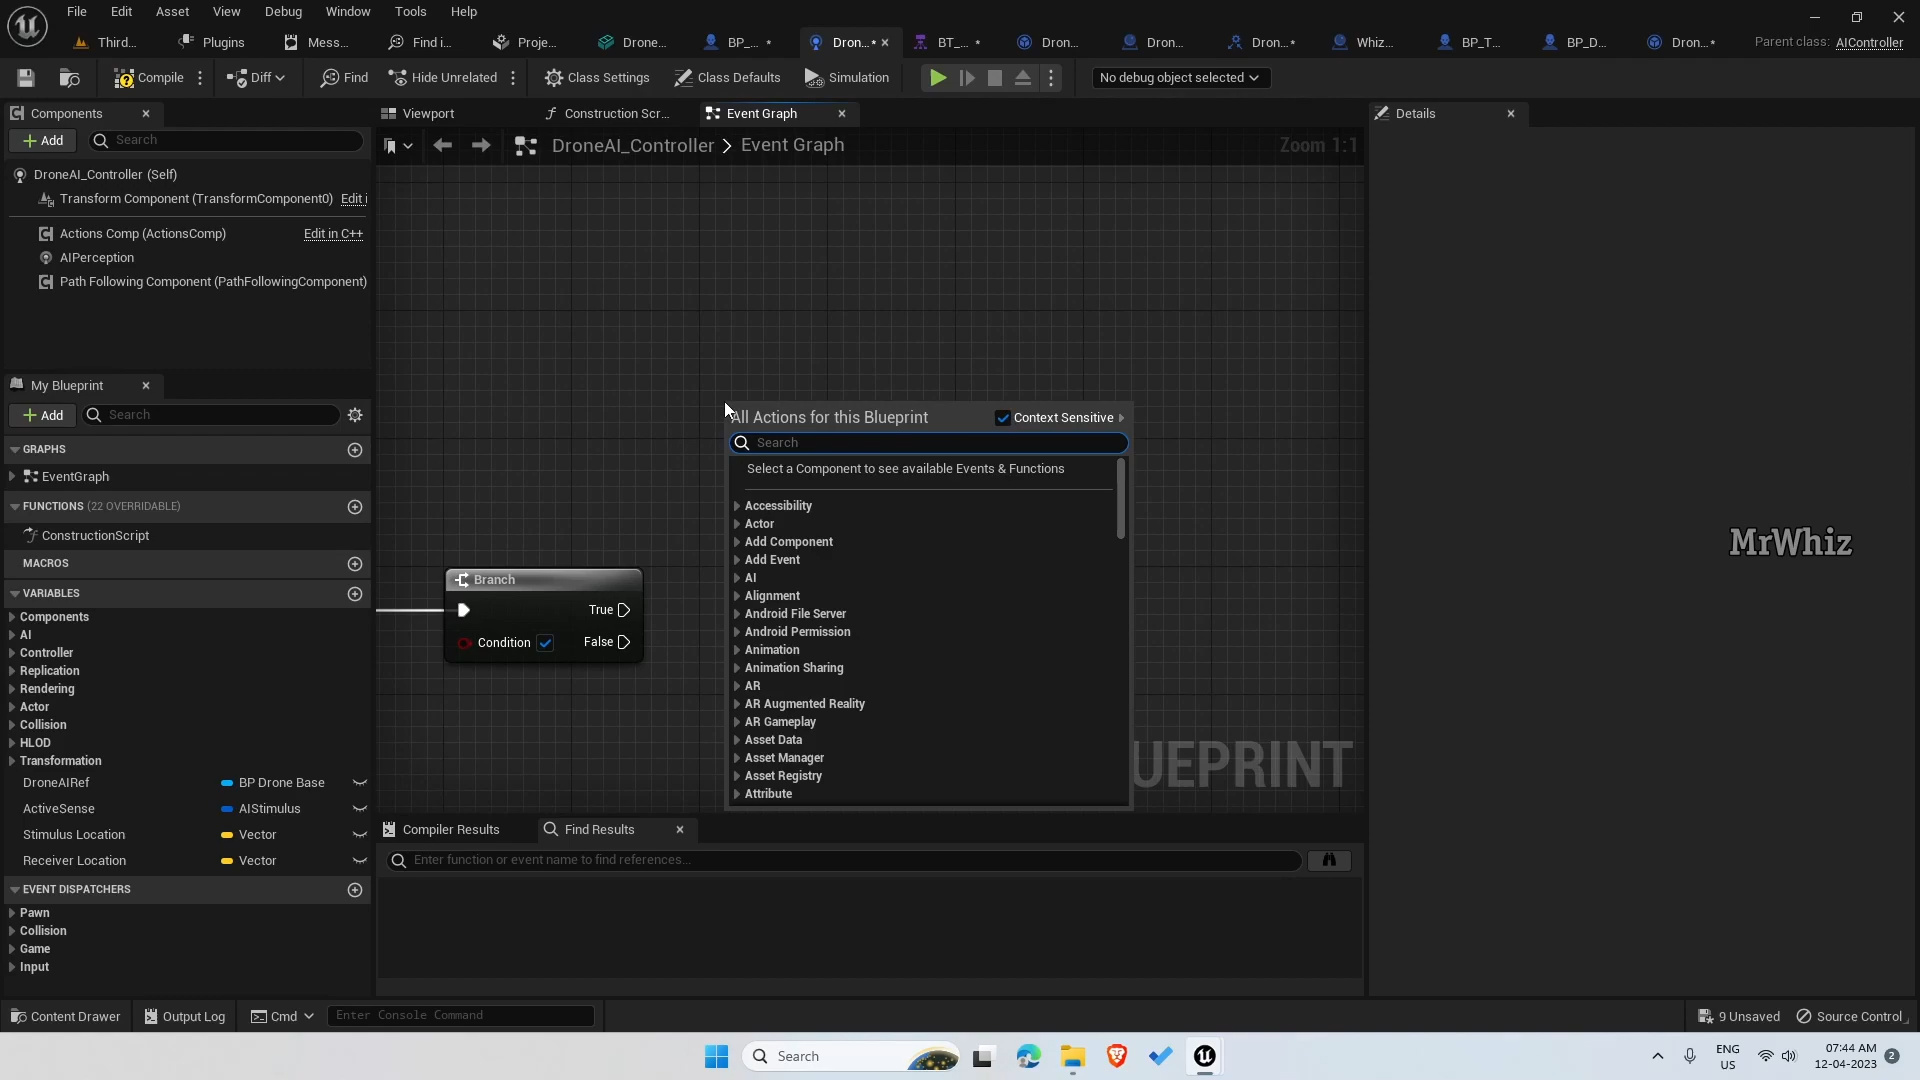 File Edit Asset View Debug Window Tools Help
Third... Plugins Mess... Find i... Proje... Drone... BP_... * Dron...* BT_... * Dron... Dron... Dron...* Whiz... BP_T... BP_D... Dron...* Parent class: AIController
Compile Diff Find Hide Unrelated Class Settings Class Defaults Simulation No debug object selected
Components Viewport Construction Scr... Event Graph Details
Add Search DroneAI_Controller > Event Graph Zoom 1:1
DroneAI_Controller (Self)
Transform Component (TransformComponent0) Edit i
Actions Comp (ActionsComp) Edit in C++
AIPerception
Path Following Component (PathFollowingComponent)
My Blueprint
Add Search
GRAPHS
EventGraph
FUNCTIONS (22 OVERRIDABLE)
ConstructionScript
MACROS
VARIABLES
Components
AI
Controller
Replication
Rendering
Actor
Collision
HLOD
Transformation
DroneAIRef BP Drone Base
ActiveSense AIStimulus
Stimulus Location Vector
Receiver Location Vector
EVENT DISPATCHERS
Pawn
Collision
Game
Input
Branch
True
Condition False
All Actions for this Blueprint Context Sensitive
Search
Select a Component to see available Events & Functions
Accessibility
Actor
Add Component
Add Event
AI
Alignment
Android File Server
Android Permission
Animation
Animation Sharing
AR
AR Augmented Reality
AR Gameplay
Asset Data
Asset Manager
Asset Registry
Attribute
UEPRINT
MrWhiz
Compiler Results Find Results
Enter function or event name to find references...
Content Drawer Output Log Cmd Enter Console Command 9 Unsaved Source Control
Search
ENG
US
07:44 AM
12-04-2023
2